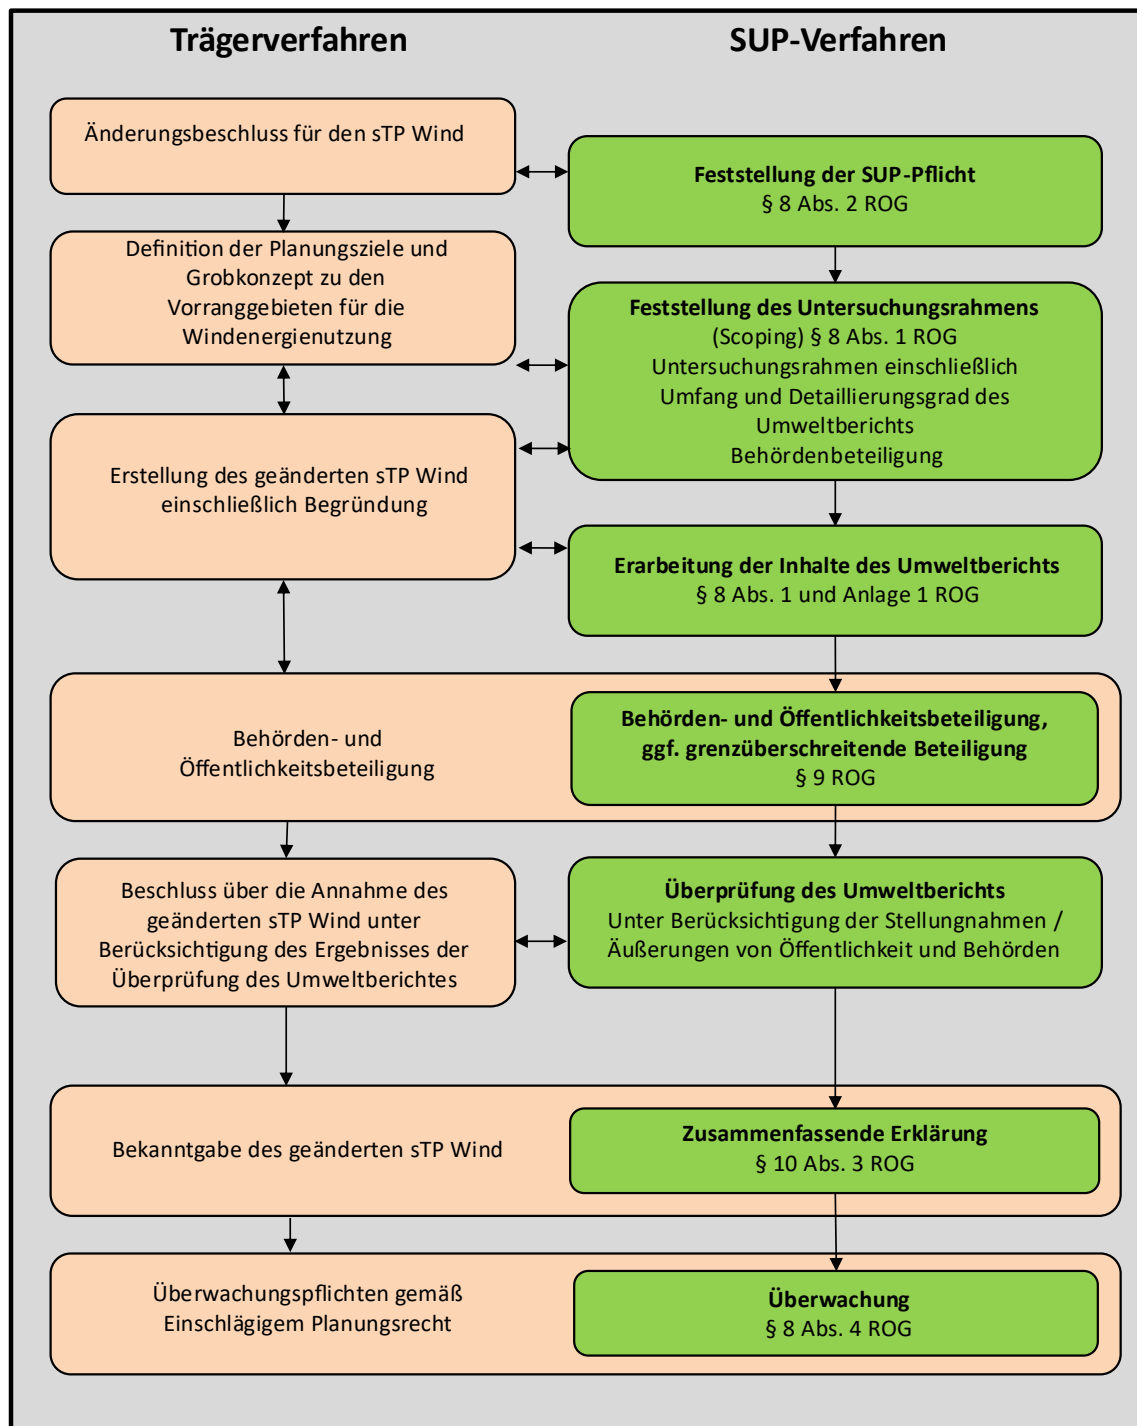 Trägerverfahren
SUP-Verfahren
Änderungsbeschluss für den sTP Wind
Feststellung der SUP-Pflicht
§ 8 Abs. 2 ROG
Definition der Planungsziele und
Grobkonzept zu den
Vorranggebieten für die
Windenergienutzung
Feststellung des Untersuchungsrahmens
(Scoping) § 8 Abs. 1 ROG
Untersuchungsrahmen einschließlich
Umfang und Detaillierungsgrad des
Umweltberichts
Behördenbeteiligung
Erstellung des geänderten sTP Wind
einschließlich Begründung
Erarbeitung der Inhalte des Umweltberichts
§ 8 Abs. 1 und Anlage 1 ROG
Behörden- und
Öffentlichkeitsbeteiligung
Behörden- und Öffentlichkeitsbeteiligung,
ggf. grenzüberschreitende Beteiligung
§ 9 ROG
Beschluss über die Annahme des
geänderten sTP Wind unter
Berücksichtigung des Ergebnisses der
Überprüfung des Umweltberichtes
Überprüfung des Umweltberichts
Unter Berücksichtigung der Stellungnahmen /
Äußerungen von Öffentlichkeit und Behörden
Bekanntgabe des geänderten sTP Wind
Zusammenfassende Erklärung
§ 10 Abs. 3 ROG
Überwachungspflichten gemäß
Einschlägigem Planungsrecht
Überwachung
§ 8 Abs. 4 ROG